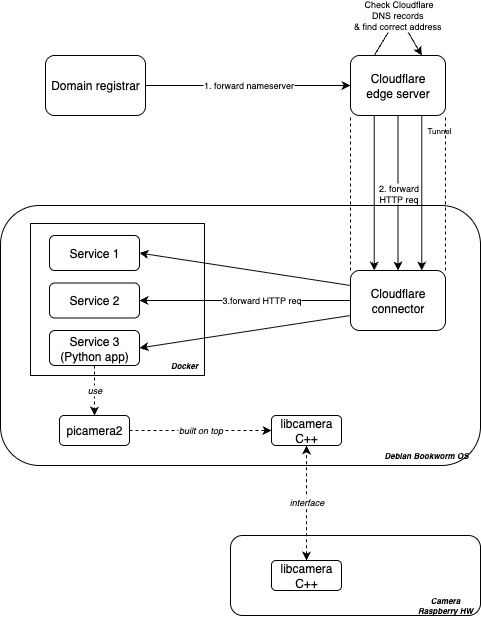 Check Cloudflare
DNS records
& find correct address
Domain registrar
1. forward nameserver
Cloudflare
edge server
Tunnel
2. forward
HTTP req
Service 1
Service 2
3.forward HTTP req
Cloudflare
connector
Service 3
(Python app)
Docker
use
picamera2
built on top
libcamera
C++
Debian Bookworm OS
interface
libcamera
C++
Camera
Raspberry HW